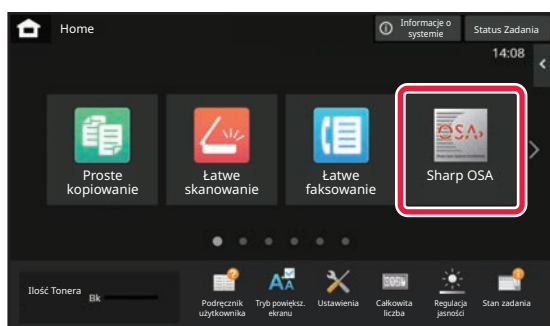 Home
Informacje o
systemie
Status Zadania
14:08
OSA
Proste
kopiowanie
Łatwe
skanowanie
Łatwe
faksowanie
Sharp OSA
Ilość Tonera
Bk
Podręcznik
użytkownika
Tryb powiększ.
ekranu
Ustawienia
Całkowita
liczba
Regulacja
jasności
Stan zadania